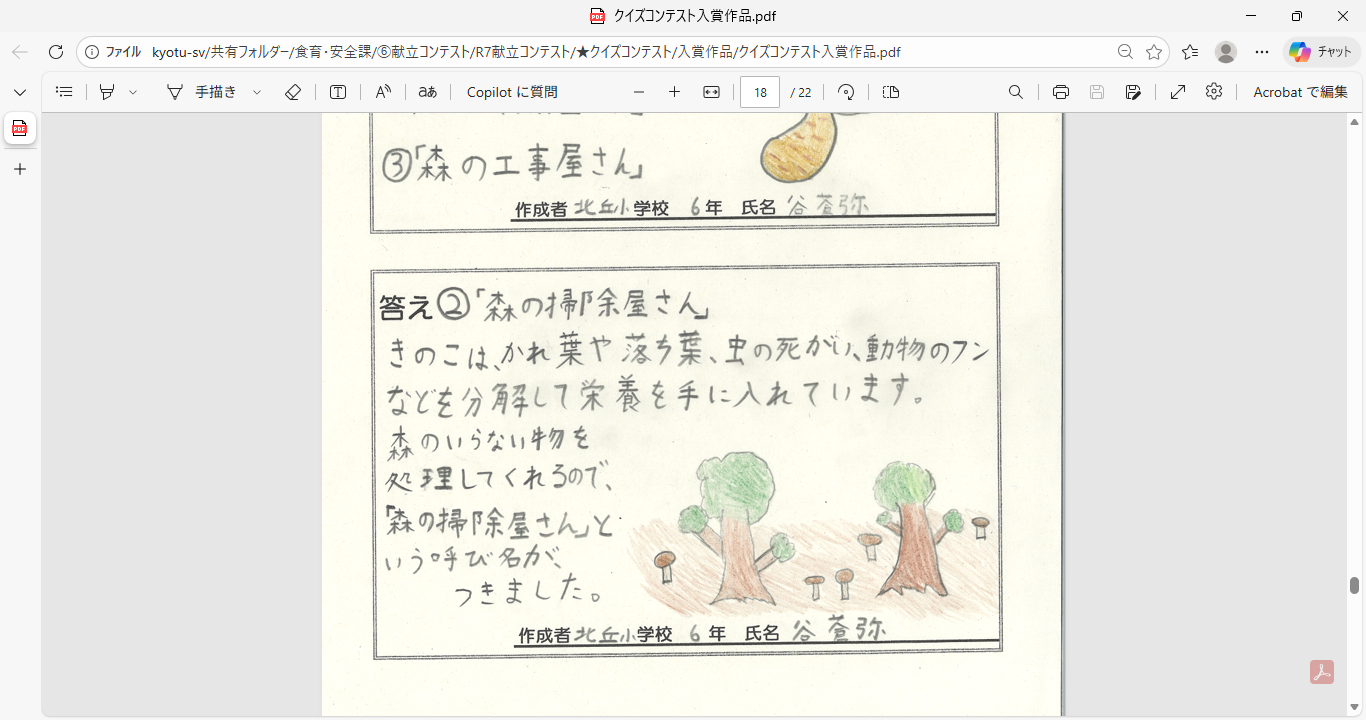 クイズコンテスト入賞作品.pdf
ファイル kyotu-sv/共有フォルダー/食育・安全課/⑥献立コンテスト/R7献立コンテスト/★クイズコンテスト/入賞作品/クイズコンテスト入賞作品.pdf
チャット
手描き
aあ
Copilot に質問
18 / 22
Acrobat で編集
③「森の工事屋さん」
作成者 北丘小学校 6年 氏名 谷 蒼弥
答え②「森の掃除屋さん」
きのこは、かれ葉や落ち葉、虫の死がい、動物のフン
などを分解して栄養を手に入れています。
森のいらない物を
処理してくれるので、
「森の掃除屋さん」と
いう呼び名が、
つきました。
作成者 北丘小学校 6年 氏名 谷 蒼弥